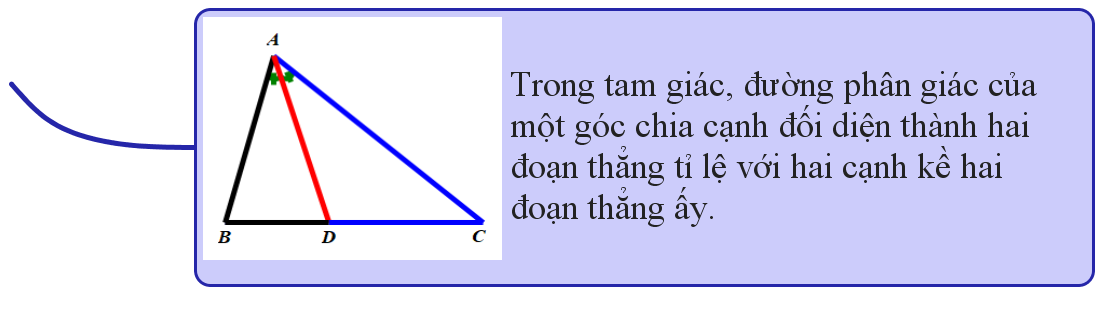 A
B
D
C
Trong tam giác, đường phân giác của
một góc chia cạnh đối diện thành hai
đoạn thẳng tỉ lệ với hai cạnh kề hai
đoạn thẳng ấy.